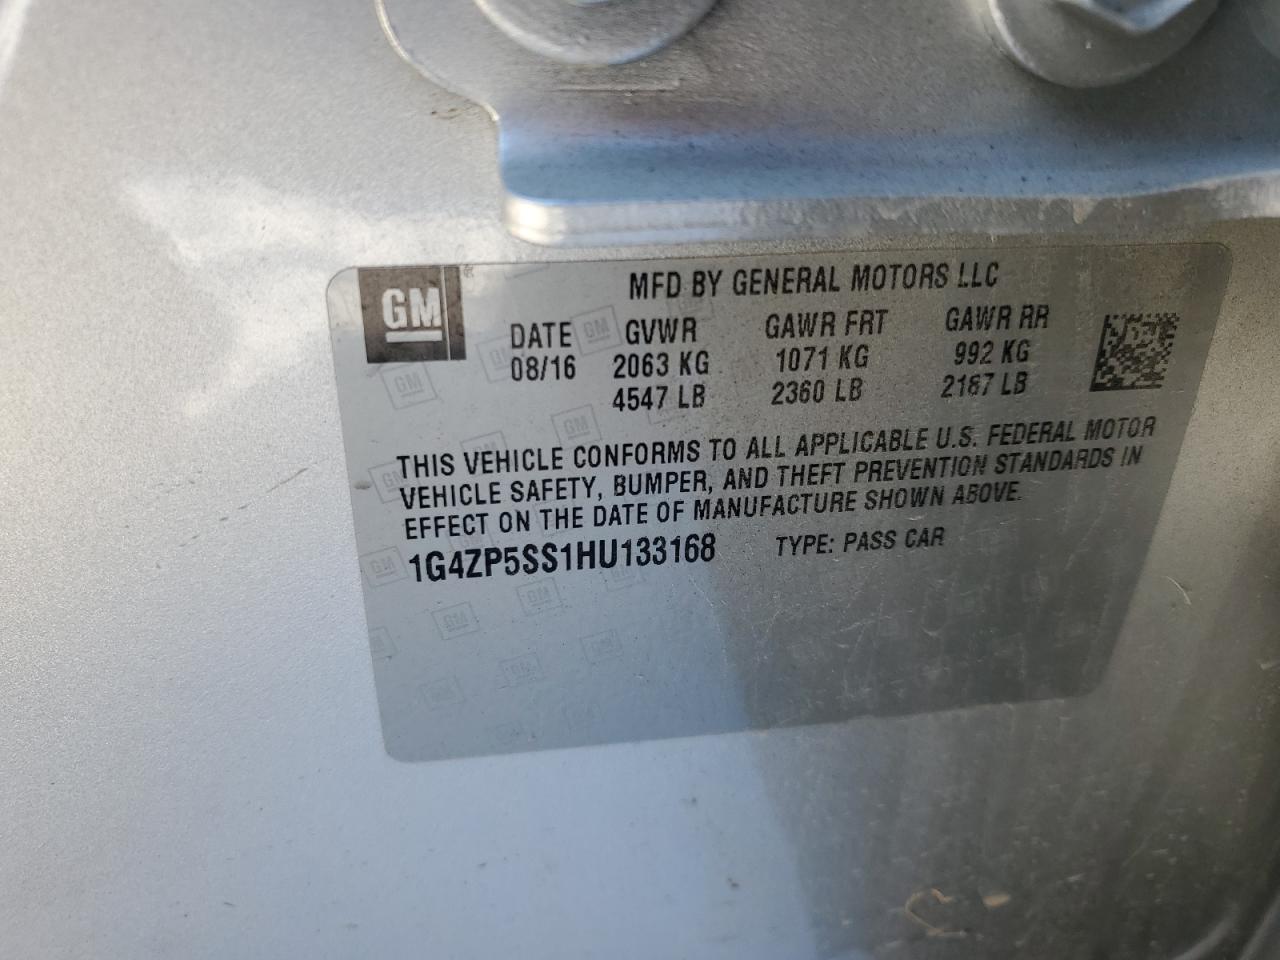 GM
MFD BY GENERAL MOTORS LLC
DATE GVWR GAWR FRT GAWR RR
08/16 2063 KG 1071 KG 992 KG
4547 LB 2360 LB 2187 LB
THIS VEHICLE CONFORMS TO ALL APPLICABLE U.S. FEDERAL MOTOR
VEHICLE SAFETY, BUMPER, AND THEFT PREVENTION STANDARDS IN
EFFECT ON THE DATE OF MANUFACTURE SHOWN ABOVE.
1G4ZP5SS1HU133168 TYPE: PASS CAR